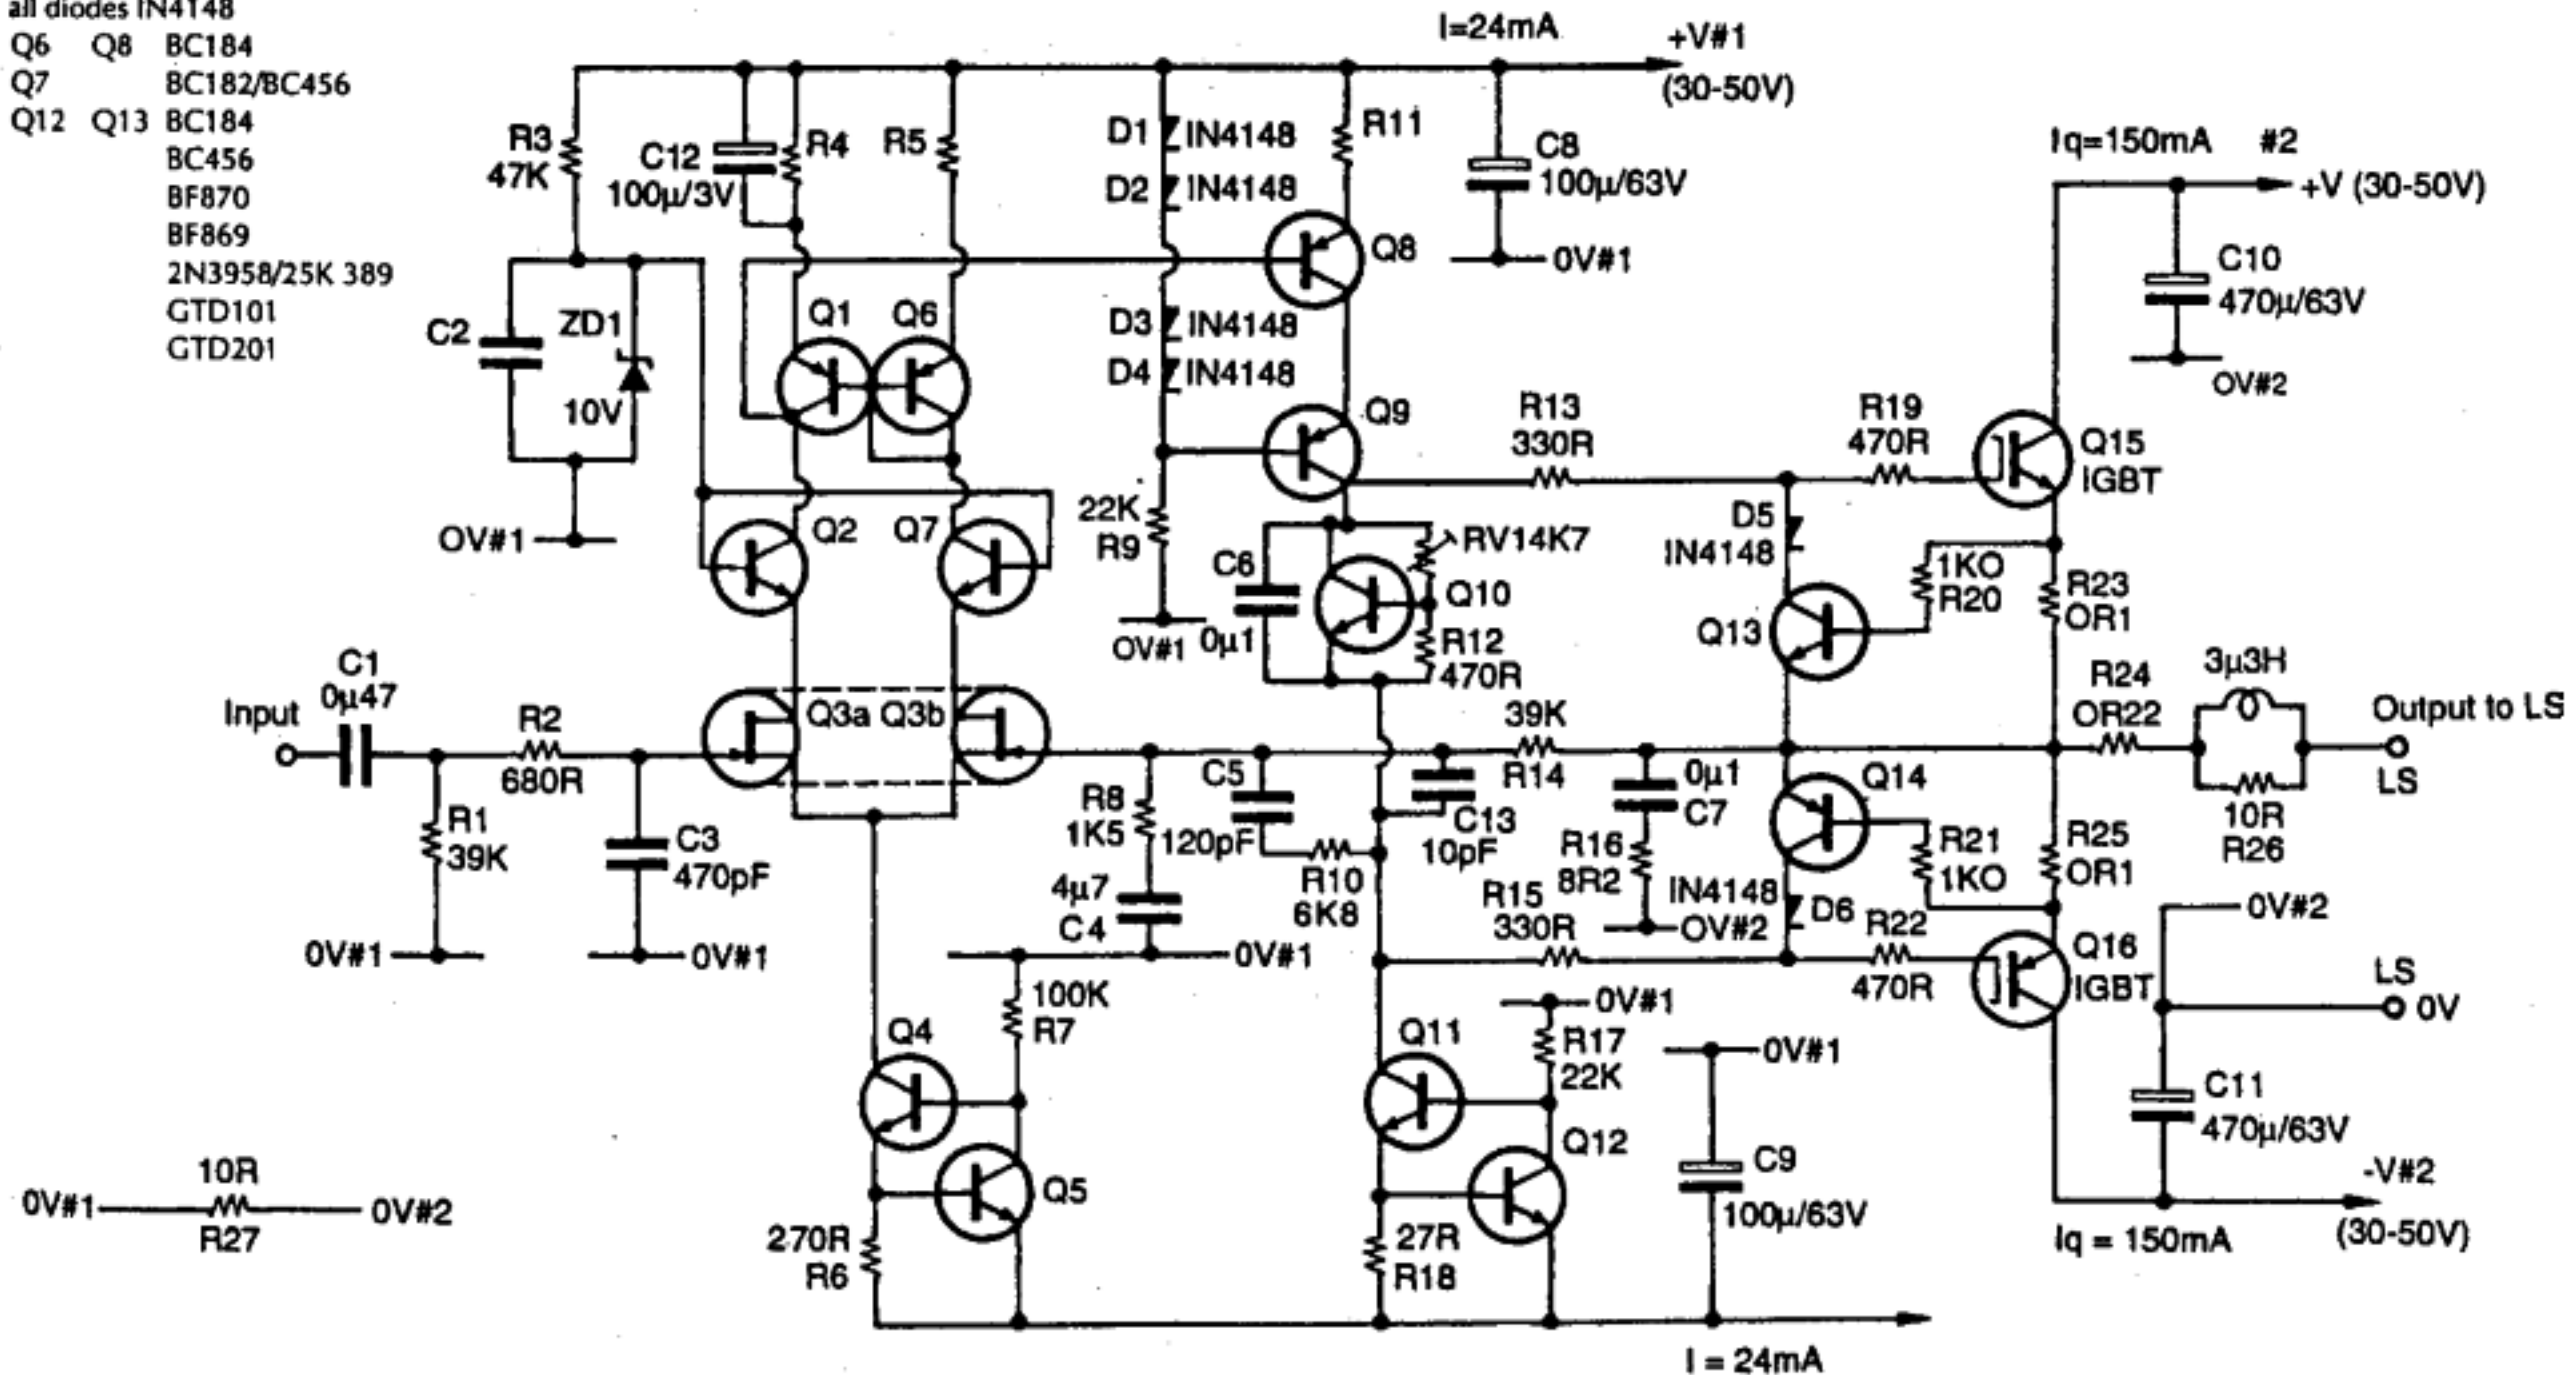 all diodes IN4148
Q6 Q8 BC184
Q7 BC182/BC456
Q12 Q13 BC184
BC456
BF870
BF869
2N3958/25K 389
GTD101
GTD201
I=24mA
+V#1
(30-50V)
R3
47K
C12
100µ/3V
R4
R5
D1
IN4148
D2
IN4148
R11
C8
100µ/63V
0V#1
Iq=150mA #2
+V (30-50V)
C10
470µ/63V
OV#2
C2
ZD1
10V
OV#1
Q1
Q6
Q8
D3
IN4148
D4
IN4148
Q9
R13
330R
R19
470R
Q15
IGBT
Q2
Q7
22K
R9
OV#1
C6
0µ1
RV14K7
Q10
R12
470R
D5
IN4148
Q13
1KO
R20
R23
OR1
Input
C1
0µ47
R2
680R
Q3a
Q3b
39K
R14
R24
OR22
3µ3H
Output to LS
LS
10R
R26
R1
39K
C3
470pF
0V#1
0V#1
R8
1K5
C5
120pF
4µ7
C4
0V#1
R10
6K8
C13
10pF
0µ1
C7
R16
8R2
OV#2
Q14
R21
1KO
R25
OR1
IN4148
D6
R15
330R
R22
470R
Q16
IGBT
0V#2
LS
0V
C11
470µ/63V
100K
R7
Q4
Q5
270R
R6
Q11
0V#1
R17
22K
Q12
27R
R18
0V#1
C9
100µ/63V
-V#2
(30-50V)
Iq = 150mA
I = 24mA
0V#1
10R
R27
0V#2